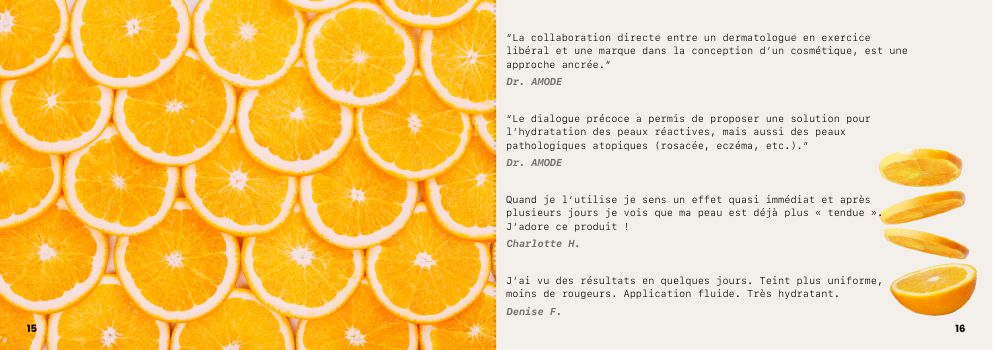 “La collaboration directe entre un dermatologue en exercice
libéral et une marque dans la conception d’un cosmétique, est une
approche ancrée.”
Dr. AMODE
“Le dialogue précoce a permis de proposer une solution pour
l’hydratation des peaux réactives, mais aussi des peaux
pathologiques atopiques (rosacée, eczéma, etc.).”
Dr. AMODE
Quand je l’utilise je sens un effet quasi immédiat et après
plusieurs jours je vois que ma peau est déjà plus « tendue ».
J’adore ce produit !
Charlotte H.
J’ai vu des résultats en quelques jours. Teint plus uniforme,
moins de rougeurs. Application fluide. Très hydratant.
Denise F.
15
16